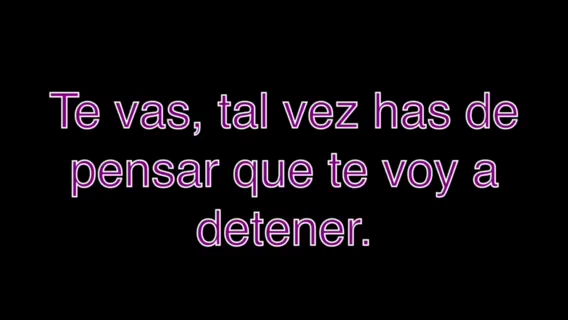 Te vas, tal vez has de
pensar que te voy a
detener.